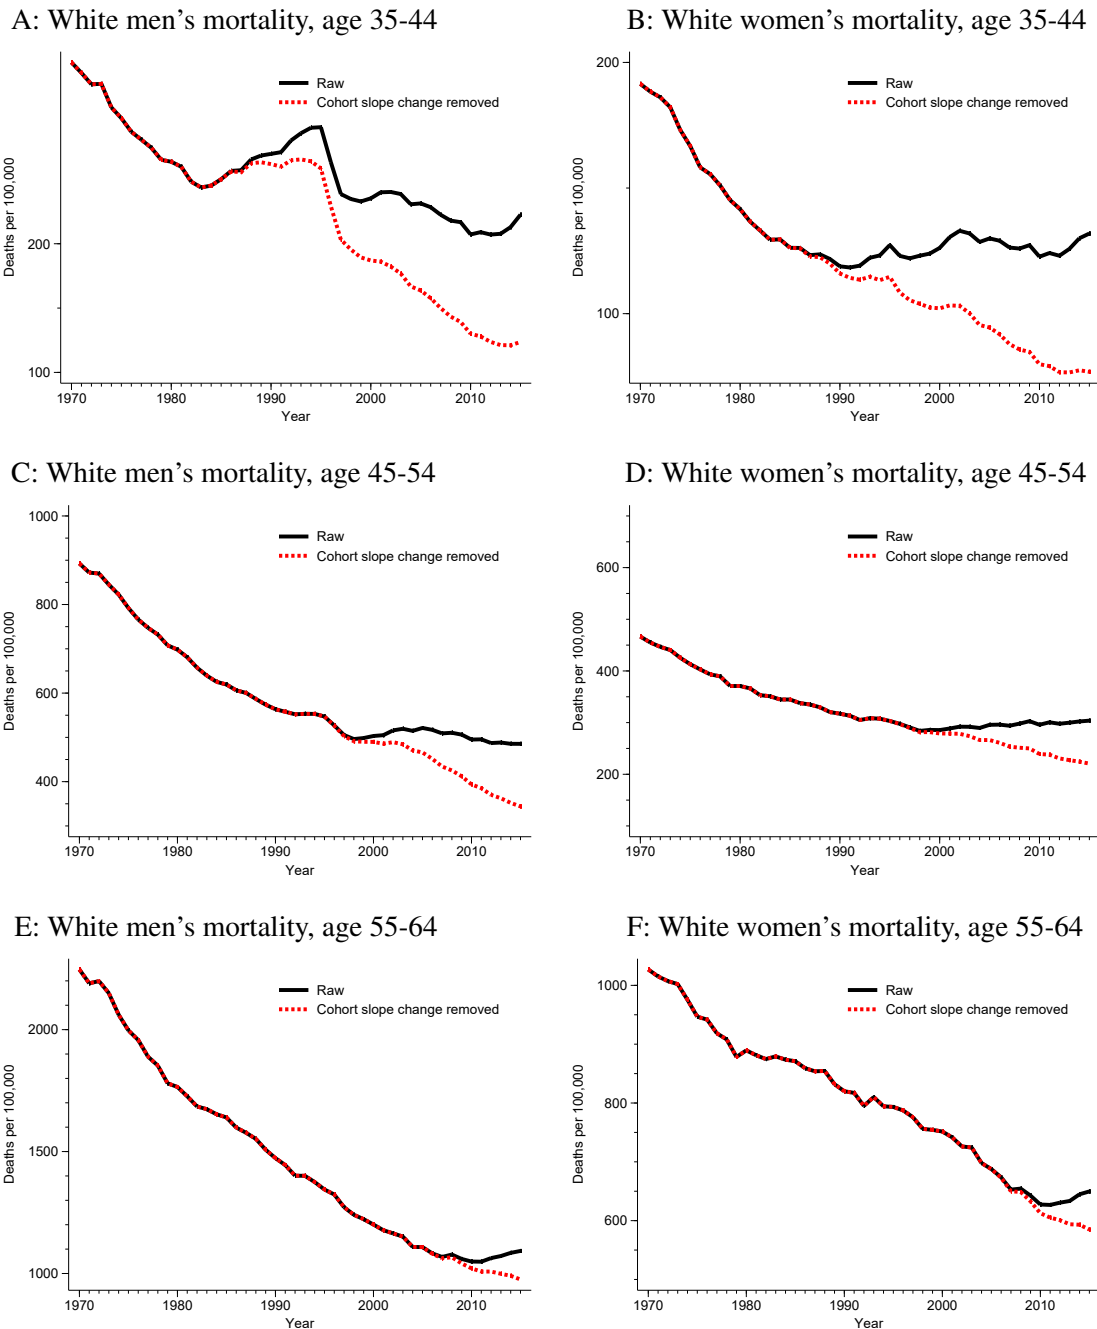 A: White men’s mortality, age 35-44
Raw
Cohort slope change removed
Deaths per 100,000
200
100
1970 1980 1990 2000 2010
Year
B: White women’s mortality, age 35-44
Raw
Cohort slope change removed
Deaths per 100,000
200
100
1970 1980 1990 2000 2010
Year
C: White men’s mortality, age 45-54
Raw
Cohort slope change removed
Deaths per 100,000
1000
800
600
400
1970 1980 1990 2000 2010
Year
D: White women’s mortality, age 45-54
Raw
Cohort slope change removed
Deaths per 100,000
600
400
200
1970 1980 1990 2000 2010
Year
E: White men’s mortality, age 55-64
Raw
Cohort slope change removed
Deaths per 100,000
2000
1500
1000
1970 1980 1990 2000 2010
Year
F: White women’s mortality, age 55-64
Raw
Cohort slope change removed
Deaths per 100,000
1000
800
600
1970 1980 1990 2000 2010
Year